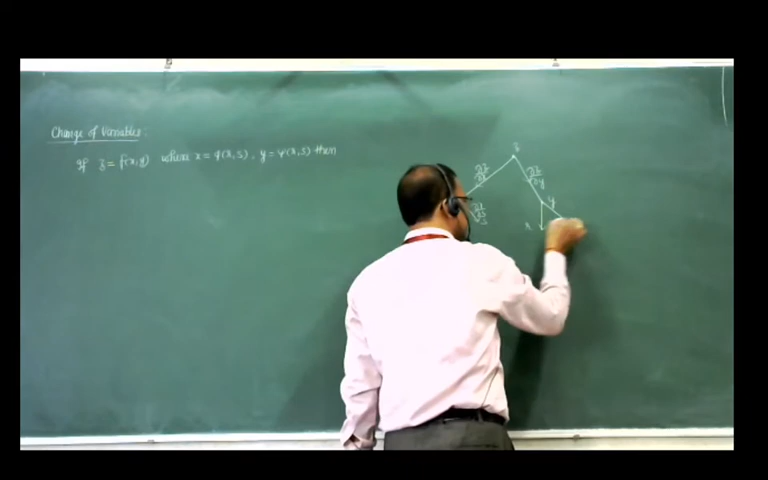 Change of Variables:
If z = f(x,y) where x = φ(r,s), y = ψ(r,s) then
z
∂z/∂x ∂z/∂y
y
∂x/∂s
s r